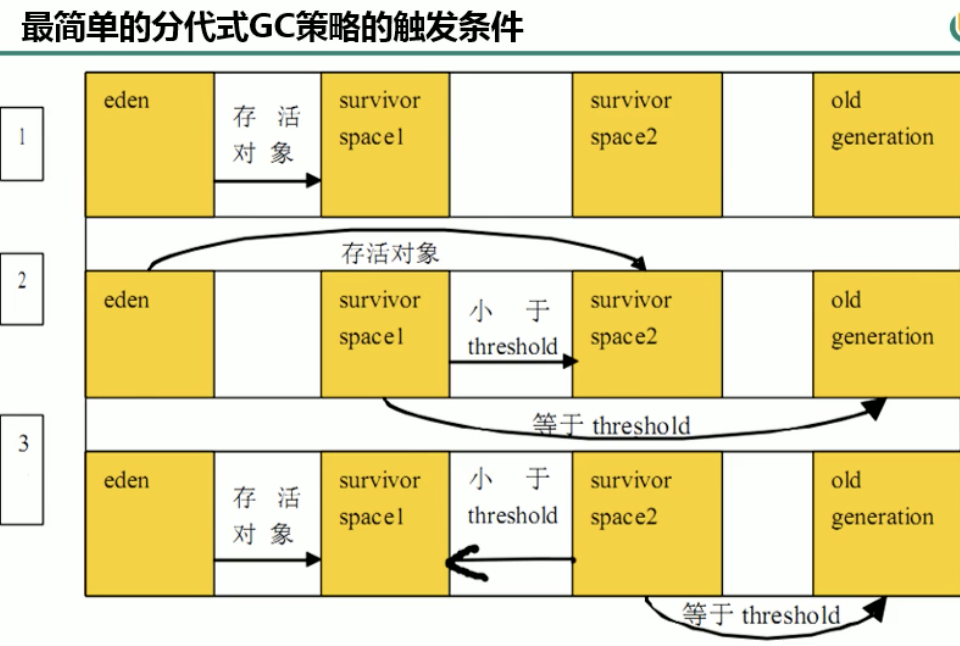 最简单的分代式GC策略的触发条件
1
eden
存 活
对 象
survivor
space1
survivor
space2
old
generation
存活对象
2
eden
survivor
space1
小 于
threshold
survivor
space2
old
generation
等于 threshold
3
eden
存 活
对 象
survivor
space1
小 于
threshold
survivor
space2
old
generation
等于 threshold